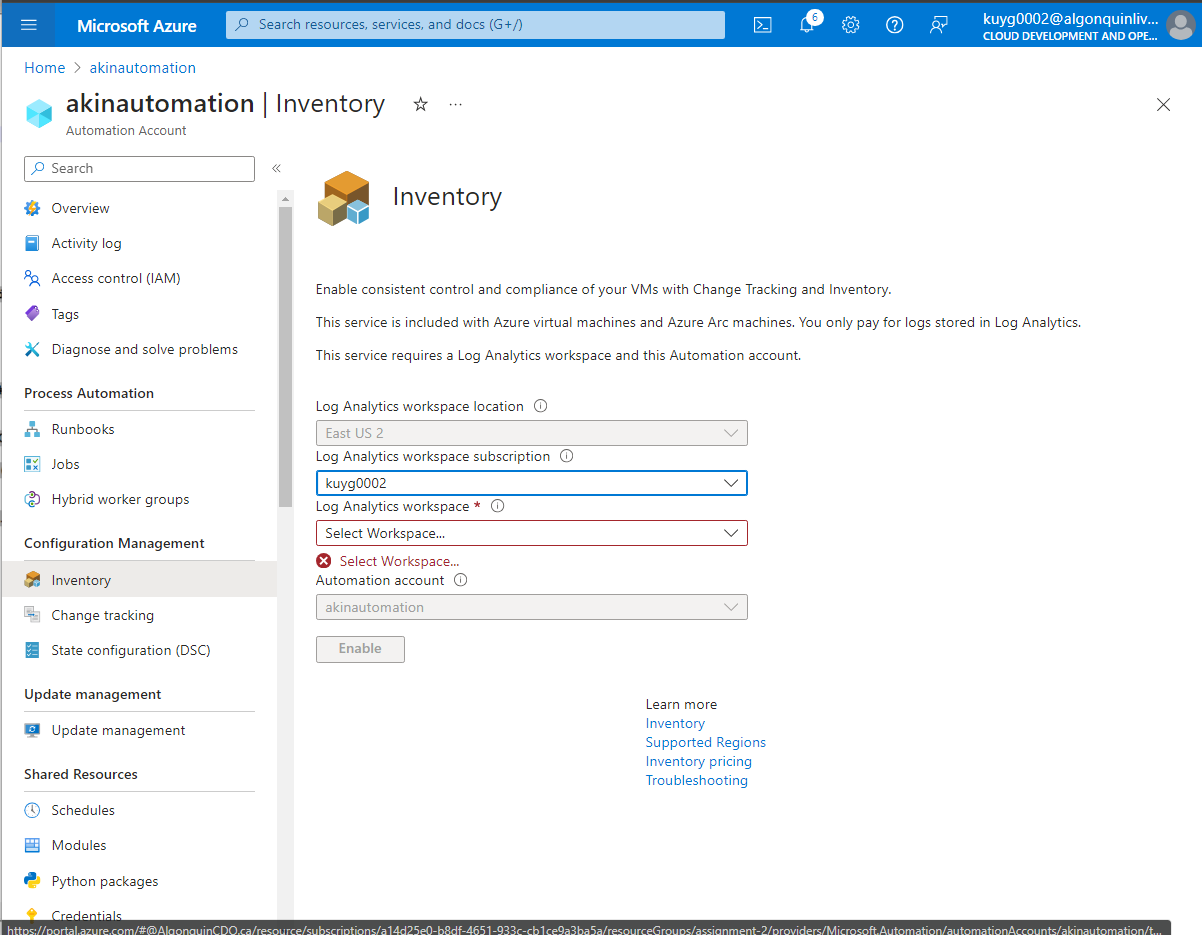 Microsoft Azure
Search resources, services, and docs (G+/)
6
kuyg0002@algonquinliv...
CLOUD DEVELOPMENT AND OPE...
Home > akinautomation
akinautomation | Inventory
Automation Account
Search
Overview
Activity log
Access control (IAM)
Tags
Diagnose and solve problems
Process Automation
Runbooks
Jobs
Hybrid worker groups
Configuration Management
Inventory
Change tracking
State configuration (DSC)
Update management
Update management
Shared Resources
Schedules
Modules
Python packages
Credentials
Inventory
Enable consistent control and compliance of your VMs with Change Tracking and Inventory.
This service is included with Azure virtual machines and Azure Arc machines. You only pay for logs stored in Log Analytics.
This service requires a Log Analytics workspace and this Automation account.
Log Analytics workspace location
East US 2
Log Analytics workspace subscription
kuyg0002
Log Analytics workspace *
Select Workspace...
Select Workspace...
Automation account
akinautomation
Enable
Learn more
Inventory
Supported Regions
Inventory pricing
Troubleshooting
https://portal.azure.com/#@AlgonquinCDO.ca/resource/subscriptions/a14d25e0-b8df-4651-933c-cb1ce9a3ba5a/resourceGroups/assignment-2/providers/Microsoft.Automation/automationAccounts/akinautomation/t...